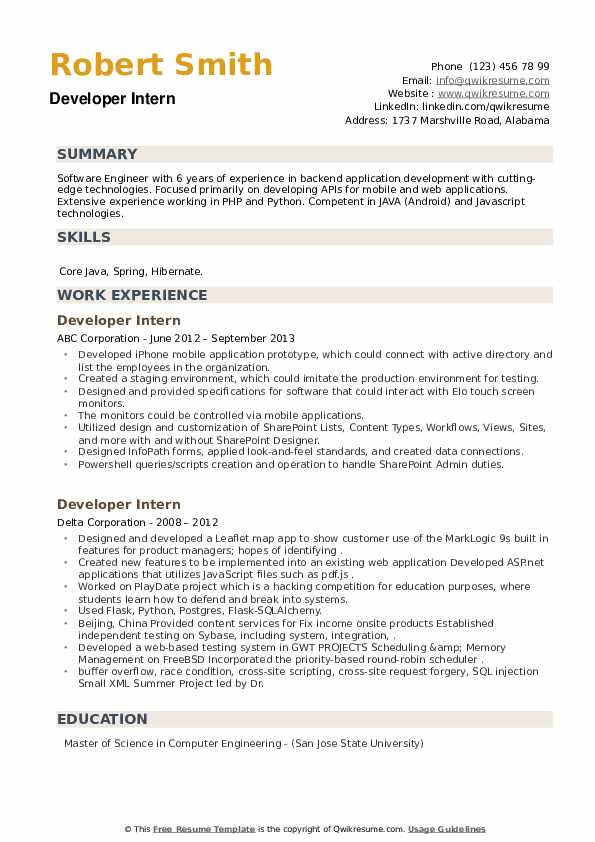 Robert Smith
Developer Intern
Phone (123) 456 78 99
Email: info@qwikresume.com
Website : www.qwikresume.com
LinkedIn: linkedin.com/qwikresume
Address: 1737 Marshville Road, Alabama
SUMMARY
Software Engineer with 6 years of experience in backend application development with cutting-
edge technologies. Focused primarily on developing APIs for mobile and web applications.
Extensive experience working in PHP and Python. Competent in JAVA (Android) and Javascript
technologies.
SKILLS
Core Java, Spring, Hibernate.
WORK EXPERIENCE
Developer Intern
ABC Corporation - June 2012 – September 2013
• Developed iPhone mobile application prototype, which could connect with active directory and
list the employees in the organization.
• Created a staging environment, which could imitate the production environment for testing.
• Designed and provided specifications for software that could interact with Elo touch screen
monitors.
• The monitors could be controlled via mobile applications.
• Utilized design and customization of SharePoint Lists, Content Types, Workflows, Views, Sites,
and more with and without SharePoint Designer.
• Designed InfoPath forms, applied look-and-feel standards, and created data connections.
• Powershell queries/scripts creation and operation to handle SharePoint Admin duties.
Developer Intern
Delta Corporation - 2008 – 2012
• Designed and developed a Leaflet map app to show customer use of the MarkLogic 9s built in
features for product managers; hopes of identifying .
• Created new features to be implemented into an existing web application Developed ASP.net
applications that utilizes JavaScript files such as pdf.js .
• Worked on PlayDate project which is a hacking competition for education purposes, where
students learn how to defend and break into systems.
• Used Flask, Python, Postgres, Flask-SQLAlchemy.
• Beijing, China Provided content services for Fix income onsite products Established
independent testing on Sybase, including system, integration, .
• Developed a web-based testing system in GWT PROJECTS Scheduling &amp; Memory
Management on FreeBSD Incorporated the priority-based round-robin scheduler .
• buffer overflow, race condition, cross-site scripting, cross-site request forgery, SQL injection
Small XML Summer Project led by Dr.
EDUCATION
Master of Science in Computer Engineering - (San Jose State University)
© This Free Resume Template is the copyright of Qwikresume.com. Usage Guidelines